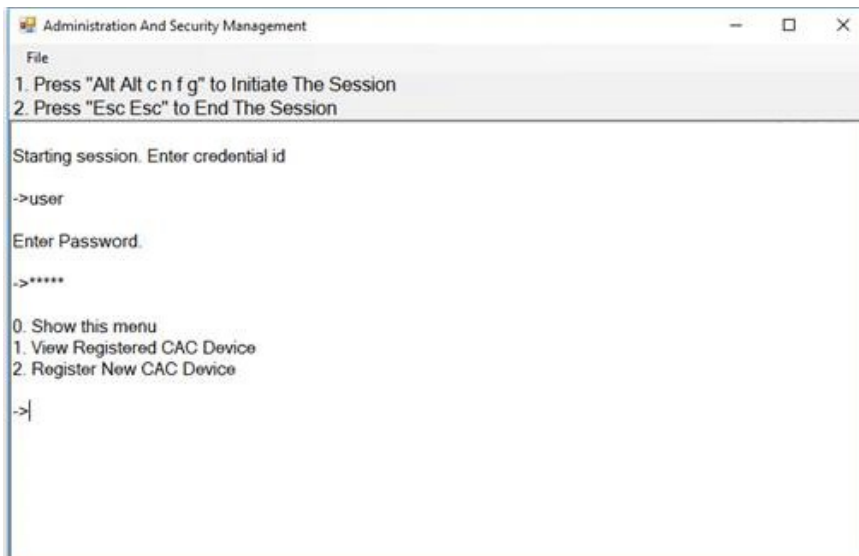 Administration And Security Management
File
1. Press "Alt Alt c n f g" to Initiate The Session
2. Press "Esc Esc" to End The Session
Starting session. Enter credential id
->user
Enter Password.
->*****
0. Show this menu
1. View Registered CAC Device
2. Register New CAC Device
->